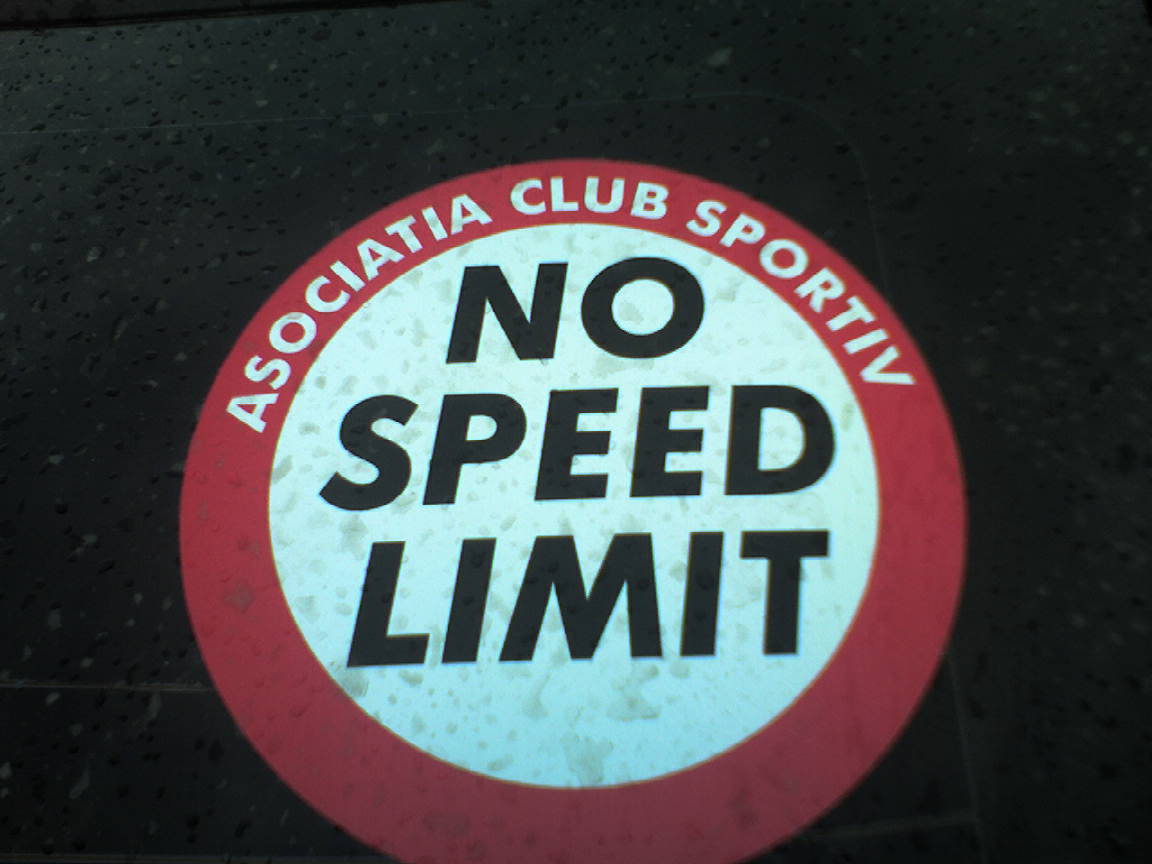 ASOCIATIA CLUB SPORTIV
NO
SPEED
LIMIT